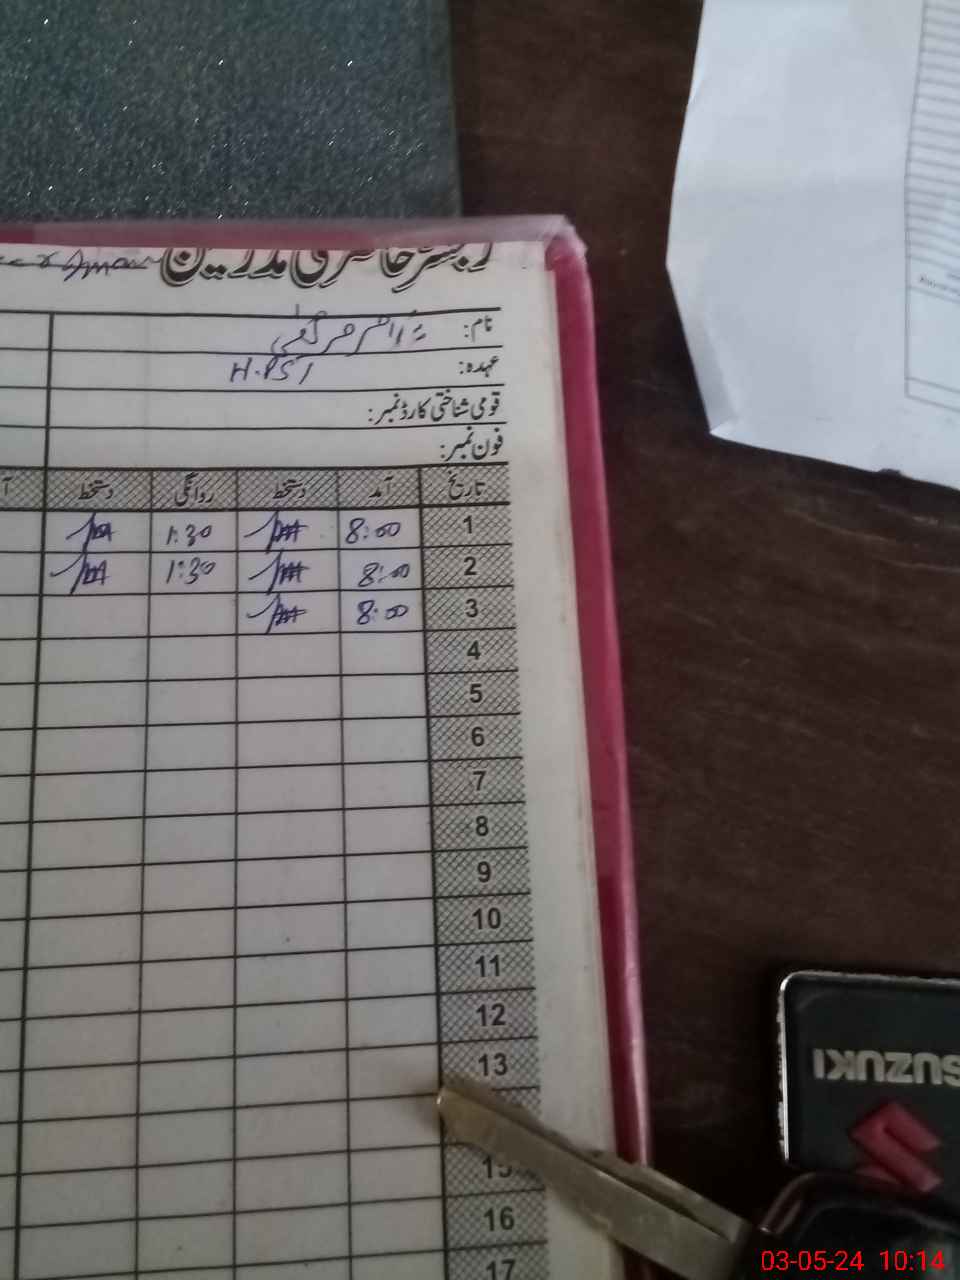 رجسٹر حاضری مدرسین
نام:
عہدہ: H.PST
قومی شناختی کارڈ نمبر:
فون نمبر:
تاریخ آمد دستخط روانگی دستخط آ
1 8:00 1:30
2 8:00 1:30
3 8:00
4
5
6
7
8
9
10
11
12
13
15
16
17
SUZUKI
03-05-24 10:14